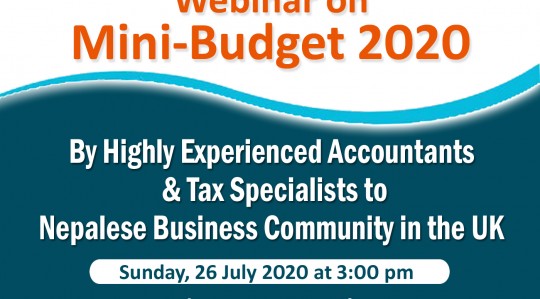 Webinar on
Mini-Budget 2020
By Highly Experienced Accountants
& Tax Specialists to
Nepalese Business Community in the UK
Sunday, 26 July 2020 at 3:00 pm